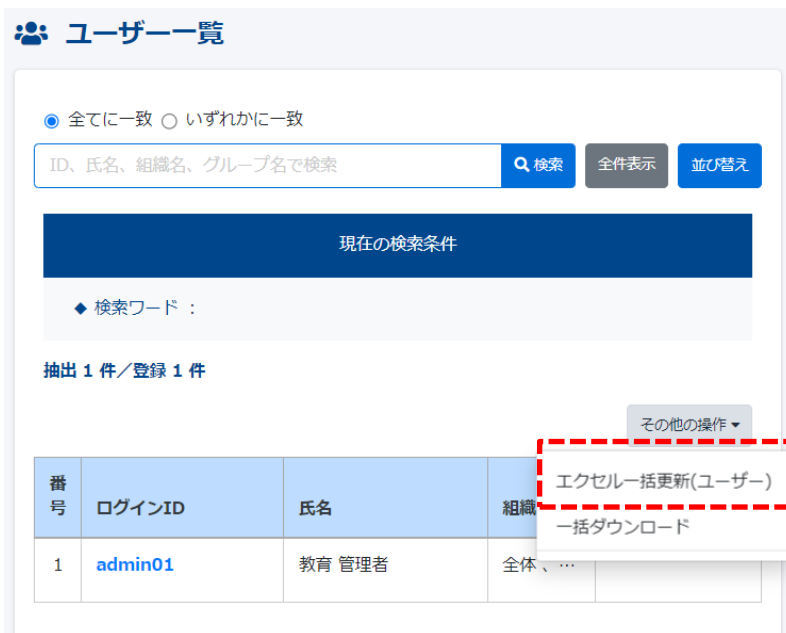 ユーザー一覧
全てに一致 いずれかに一致
ID、氏名、組織名、グループ名で検索 検索 全件表示 並び替え
現在の検索条件
◆ 検索ワード ：
抽出 1 件／登録 1 件
その他の操作
エクセル一括更新(ユーザー)
一括ダウンロード
番号 ログインID 氏名 組織
1 admin01 教育 管理者 全体 、…